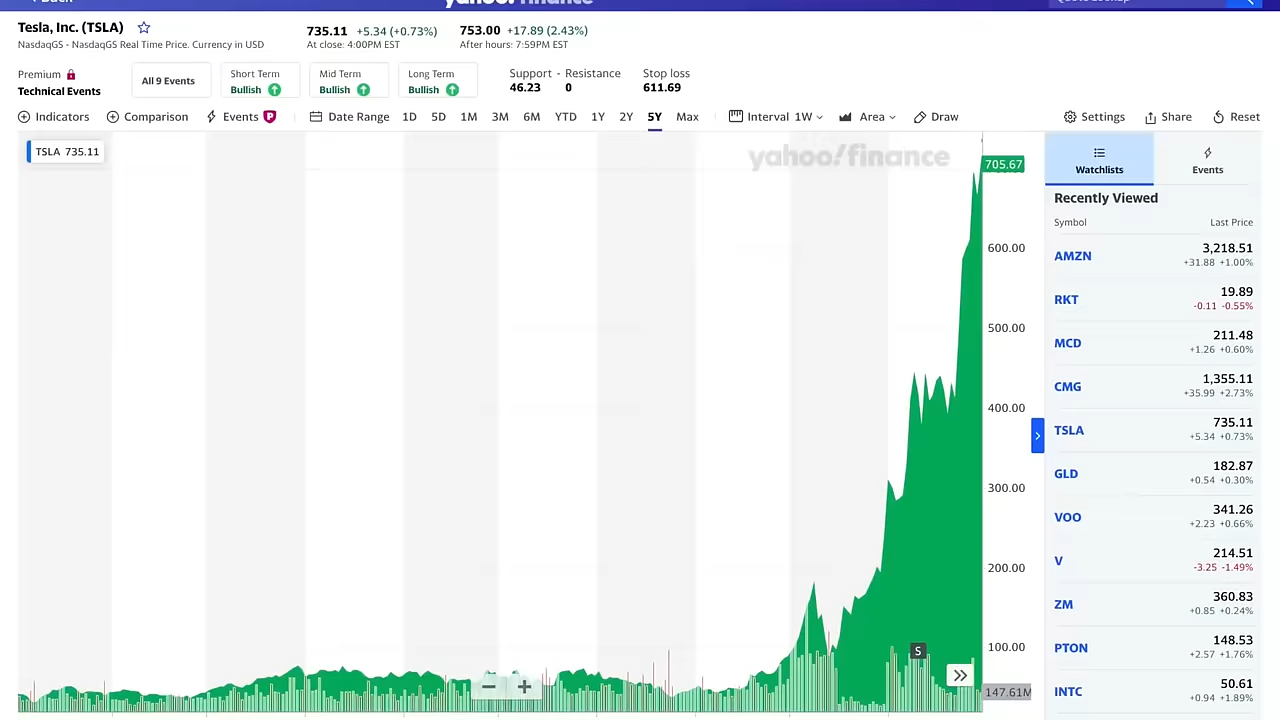 Back
yahoo!finance
Quote Lookup
Tesla, Inc. (TSLA)
NasdaqGS - NasdaqGS Real Time Price. Currency in USD
735.11 +5.34 (+0.73%)
At close: 4:00PM EST
753.00 +17.89 (2.43%)
After hours: 7:59PM EST
Premium
Technical Events
All 9 Events
Short Term
Bullish
Mid Term
Bullish
Long Term
Bullish
Support - Resistance
46.23 0
Stop loss
611.69
Indicators Comparison Events P Date Range 1D 5D 1M 3M 6M YTD 1Y 2Y 5Y Max Interval 1W Area Draw Settings Share Reset
TSLA 735.11
yahoo!finance
705.67
600.00
500.00
400.00
300.00
200.00
100.00
147.61M
S
Watchlists
Events
Recently Viewed
Symbol Last Price
AMZN 3,218.51
+31.88 +1.00%
RKT 19.89
-0.11 -0.55%
MCD 211.48
+1.26 +0.60%
CMG 1,355.11
+35.99 +2.73%
TSLA 735.11
+5.34 +0.73%
GLD 182.87
+0.54 +0.30%
VOO 341.26
+2.23 +0.66%
V 214.51
-3.25 -1.49%
ZM 360.83
+0.85 +0.24%
PTON 148.53
+2.57 +1.76%
INTC 50.61
+0.94 +1.89%